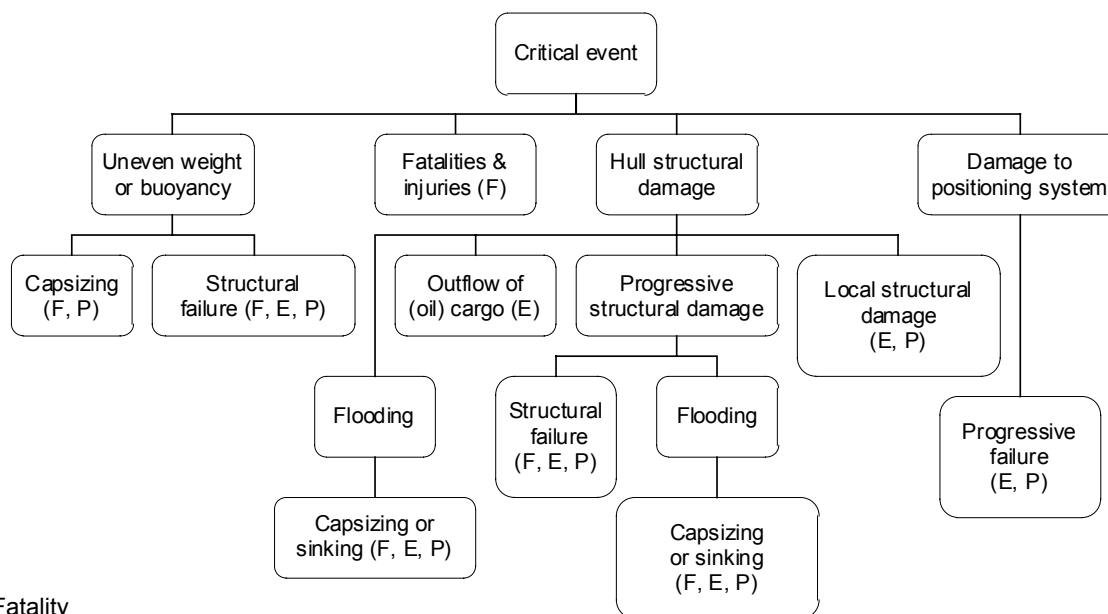 Critical event
Uneven weight
or buoyancy
Fatalities &
injuries (F)
Hull structural
damage
Damage to
positioning system
Capsizing
(F, P)
Structural
failure (F, E, P)
Outflow of
(oil) cargo (E)
Progressive
structural damage
Local structural
damage
(E, P)
Flooding
Structural
failure
(F, E, P)
Flooding
Progressive
failure
(E, P)
Capsizing or
sinking (F, E, P)
Capsizing
or sinking
(F, E, P)
Fatality